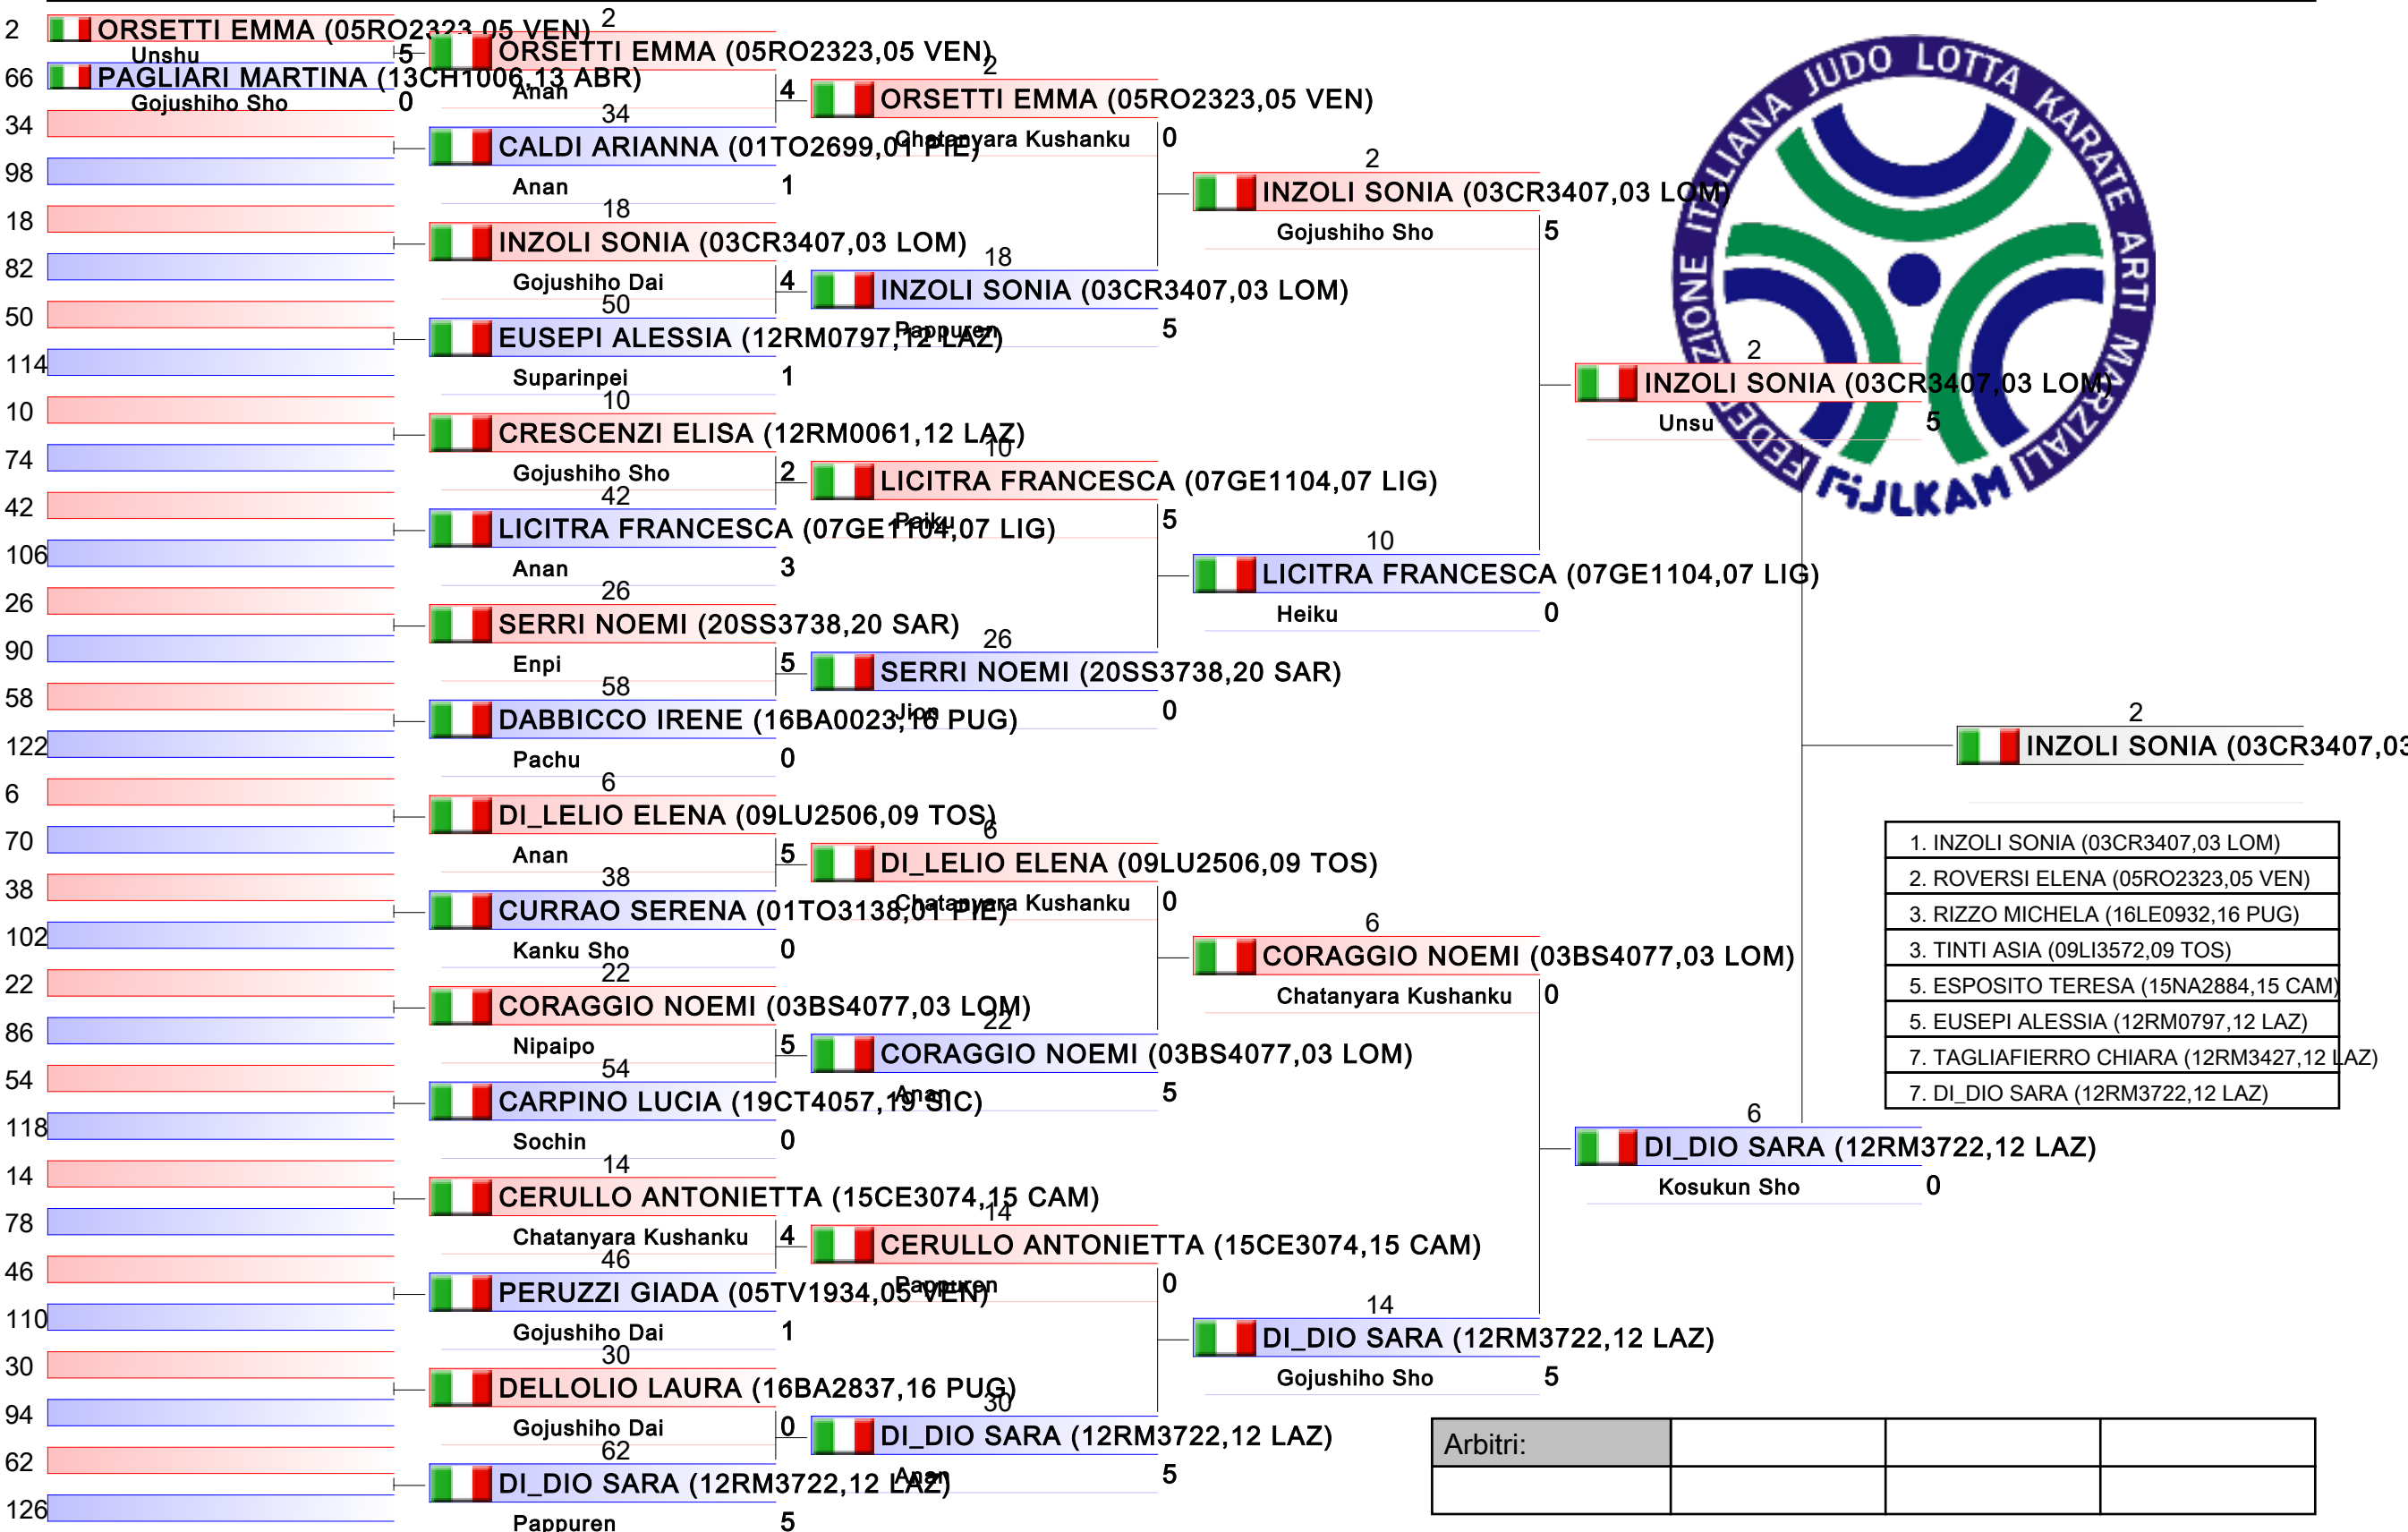 2
ORSETTI EMMA (05RO2323,05 VEN)
Unshu
5
66
PAGLIARI MARTINA (13CH1006,13 ABR)
Gojushiho Sho
0
34
98
18
82
50
114
10
74
42
106
26
90
58
122
6
70
38
102
22
86
54
118
14
78
46
110
30
94
62
126
2
ORSETTI EMMA (05RO2323,05 VEN)
Anan
4
34
CALDI ARIANNA (01TO2699,01 PIE)
Anan
1
18
INZOLI SONIA (03CR3407,03 LOM)
Gojushiho Dai
4
50
EUSEPI ALESSIA (12RM0797,12 LAZ)
Suparinpei
1
10
CRESCENZI ELISA (12RM0061,12 LAZ)
Gojushiho Sho
2
42
LICITRA FRANCESCA (07GE1104,07 LIG)
Anan
3
26
SERRI NOEMI (20SS3738,20 SAR)
Enpi
5
58
DABBICCO IRENE (16BA0023,16 PUG)
Pachu
0
6
DI_LELIO ELENA (09LU2506,09 TOS)
Anan
5
38
CURRAO SERENA (01TO3138,01 PIE)
Kanku Sho
0
22
CORAGGIO NOEMI (03BS4077,03 LOM)
Nipaipo
5
54
CARPINO LUCIA (19CT4057,19 SIC)
Sochin
0
14
CERULLO ANTONIETTA (15CE3074,15 CAM)
Chatanyara Kushanku
4
46
PERUZZI GIADA (05TV1934,05 VEN)
Gojushiho Dai
1
30
DELLOLIO LAURA (16BA2837,16 PUG)
Gojushiho Dai
0
62
DI_DIO SARA (12RM3722,12 LAZ)
Pappuren
5
2
ORSETTI EMMA (05RO2323,05 VEN)
Chatanyara Kushanku
0
18
INZOLI SONIA (03CR3407,03 LOM)
Pappuren
5
10
LICITRA FRANCESCA (07GE1104,07 LIG)
Paiku
5
26
SERRI NOEMI (20SS3738,20 SAR)
Jion
0
6
DI_LELIO ELENA (09LU2506,09 TOS)
Chatanyara Kushanku
0
22
CORAGGIO NOEMI (03BS4077,03 LOM)
Anan
5
14
CERULLO ANTONIETTA (15CE3074,15 CAM)
Pappuren
0
30
DI_DIO SARA (12RM3722,12 LAZ)
Anan
5
2
INZOLI SONIA (03CR3407,03 LOM)
Gojushiho Sho
5
10
LICITRA FRANCESCA (07GE1104,07 LIG)
Heiku
0
6
CORAGGIO NOEMI (03BS4077,03 LOM)
Chatanyara Kushanku
0
14
DI_DIO SARA (12RM3722,12 LAZ)
Gojushiho Sho
5
FEDERAZIONE ITALIANA JUDO LOTTA KARATE ARTI MARZIALI
FIJLKAM
2
INZOLI SONIA (03CR3407,03 LOM)
Unsu
5
6
DI_DIO SARA (12RM3722,12 LAZ)
Kosukun Sho
0
2
INZOLI SONIA (03CR3407,03
1. INZOLI SONIA (03CR3407,03 LOM)
2. ROVERSI ELENA (05RO2323,05 VEN)
3. RIZZO MICHELA (16LE0932,16 PUG)
3. TINTI ASIA (09LI3572,09 TOS)
5. ESPOSITO TERESA (15NA2884,15 CAM)
5. EUSEPI ALESSIA (12RM0797,12 LAZ)
7. TAGLIAFIERRO CHIARA (12RM3427,12 LAZ)
7. DI_DIO SARA (12RM3722,12 LAZ)
Arbitri: